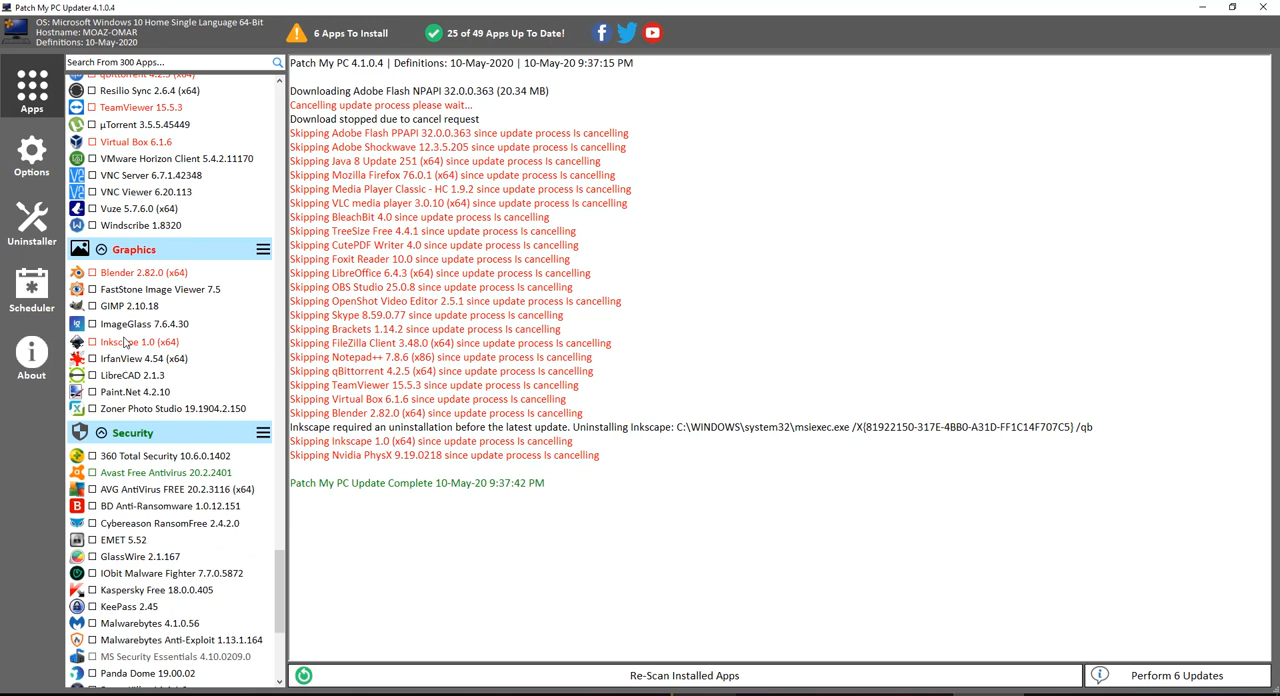 Patch My PC Updater 4.1.0.4
OS: Microsoft Windows 10 Home Single Language 64-Bit
Hostname: MOAZ-OMAR
Definitions: 10-May-2020
6 Apps To Install
25 of 49 Apps Up To Date!
Apps
Options
Uninstaller
Scheduler
About
Search From 300 Apps...
qBittorrent 4.2.5 (x64)
Resilio Sync 2.6.4 (x64)
TeamViewer 15.5.3
µTorrent 3.5.5.45449
Virtual Box 6.1.6
VMware Horizon Client 5.4.2.11170
VNC Server 6.7.1.42348
VNC Viewer 6.20.113
Vuze 5.7.6.0 (x64)
Windscribe 1.8320
Graphics
Blender 2.82.0 (x64)
FastStone Image Viewer 7.5
GIMP 2.10.18
ImageGlass 7.6.4.30
Inkscape 1.0 (x64)
IrfanView 4.54 (x64)
LibreCAD 2.1.3
Paint.Net 4.2.10
Zoner Photo Studio 19.1904.2.150
Security
360 Total Security 10.6.0.1402
Avast Free Antivirus 20.2.2401
AVG AntiVirus FREE 20.2.3116 (x64)
BD Anti-Ransomware 1.0.12.151
Cybereason RansomFree 2.4.2.0
EMET 5.52
GlassWire 2.1.167
IObit Malware Fighter 7.7.0.5872
Kaspersky Free 18.0.0.405
KeePass 2.45
Malwarebytes 4.1.0.56
Malwarebytes Anti-Exploit 1.13.1.164
MS Security Essentials 4.10.0209.0
Panda Dome 19.00.02
Patch My PC 4.1.0.4 | Definitions: 10-May-2020 | 10-May-20 9:37:15 PM
Downloading Adobe Flash NPAPI 32.0.0.363 (20.34 MB)
Cancelling update process please wait...
Download stopped due to cancel request
Skipping Adobe Flash PPAPI 32.0.0.363 since update process Is cancelling
Skipping Adobe Shockwave 12.3.5.205 since update process Is cancelling
Skipping Java 8 Update 251 (x64) since update process Is cancelling
Skipping Mozilla Firefox 76.0.1 (x64) since update process Is cancelling
Skipping Media Player Classic - HC 1.9.2 since update process Is cancelling
Skipping VLC media player 3.0.10 (x64) since update process Is cancelling
Skipping BleachBit 4.0 since update process Is cancelling
Skipping TreeSize Free 4.4.1 since update process Is cancelling
Skipping CutePDF Writer 4.0 since update process Is cancelling
Skipping Foxit Reader 10.0 since update process Is cancelling
Skipping LibreOffice 6.4.3 (x64) since update process Is cancelling
Skipping OBS Studio 25.0.8 since update process Is cancelling
Skipping OpenShot Video Editor 2.5.1 since update process Is cancelling
Skipping Skype 8.59.0.77 since update process Is cancelling
Skipping Brackets 1.14.2 since update process Is cancelling
Skipping FileZilla Client 3.48.0 (x64) since update process Is cancelling
Skipping Notepad++ 7.8.6 (x86) since update process Is cancelling
Skipping qBittorrent 4.2.5 (x64) since update process Is cancelling
Skipping TeamViewer 15.5.3 since update process Is cancelling
Skipping Virtual Box 6.1.6 since update process Is cancelling
Skipping Blender 2.82.0 (x64) since update process Is cancelling
Inkscape required an uninstallation before the latest update. Uninstalling Inkscape: C:\WINDOWS\system32\msiexec.exe /X{81922150-317E-4BB0-A31D-FF1C14F707C5} /qb
Skipping Inkscape 1.0 (x64) since update process Is cancelling
Skipping Nvidia PhysX 9.19.0218 since update process Is cancelling
Patch My PC Update Complete 10-May-20 9:37:42 PM
Re-Scan Installed Apps
Perform 6 Updates